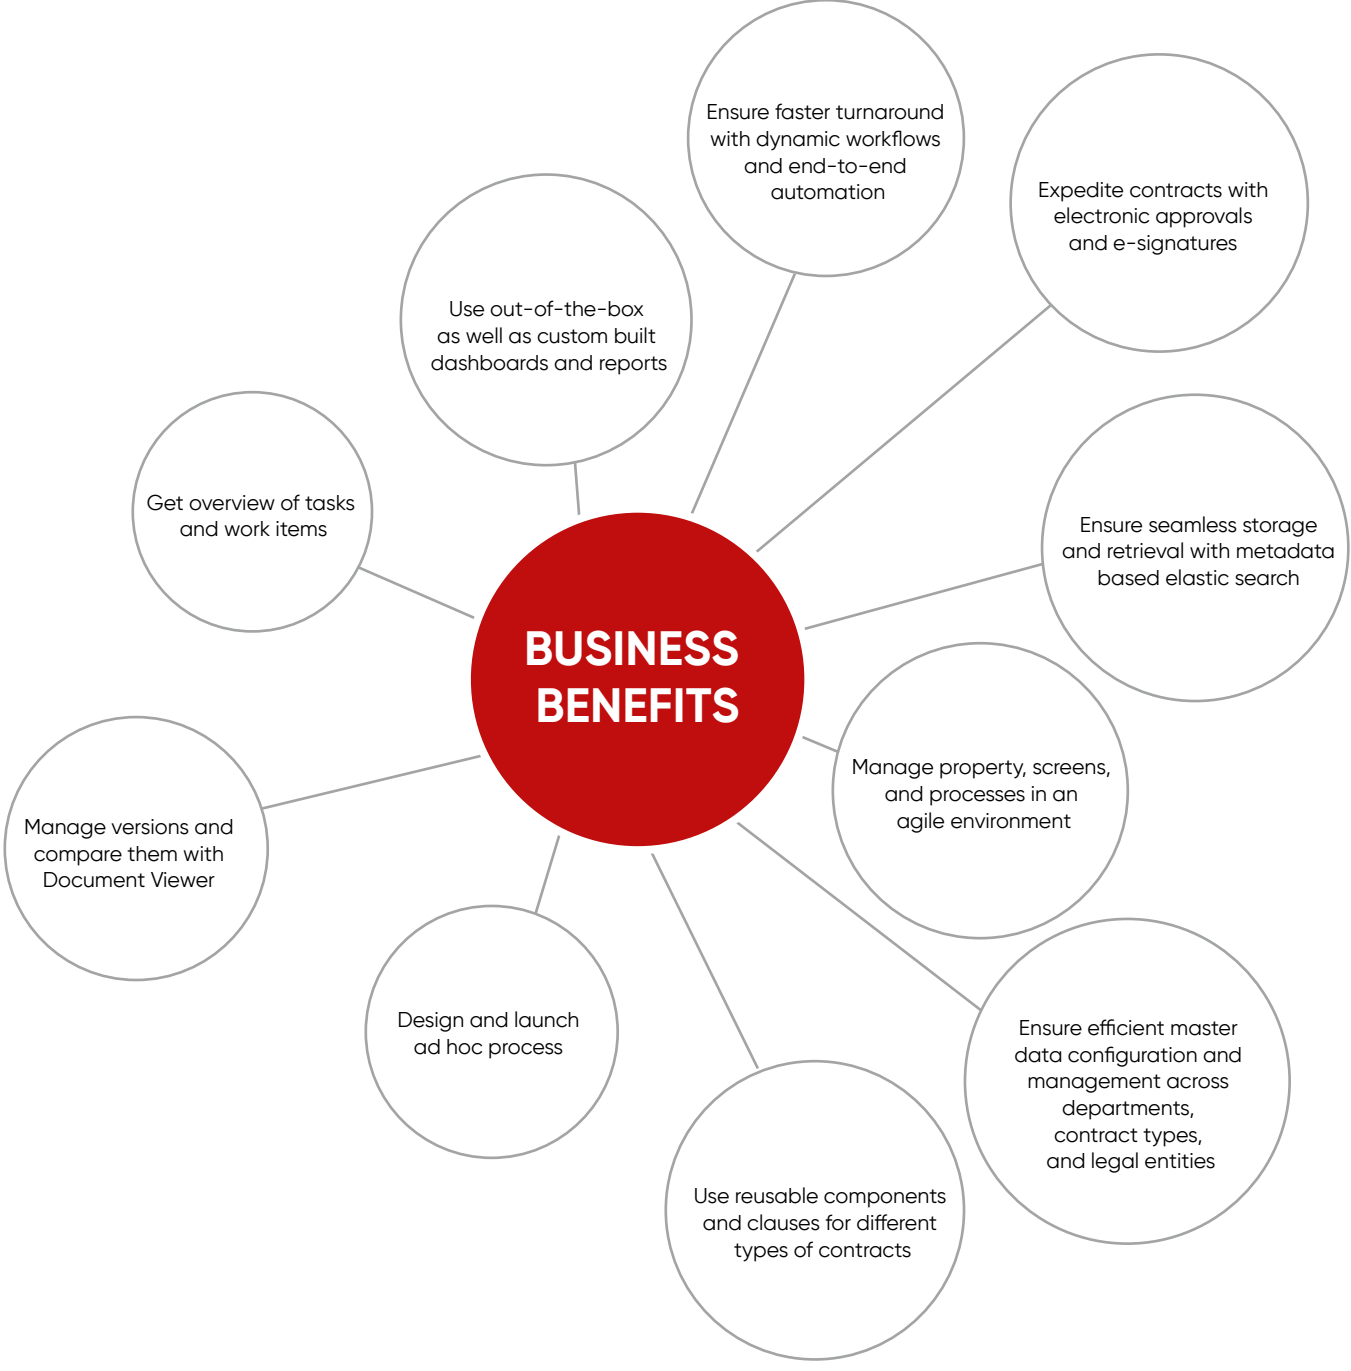 Ensure faster turnaround
with dynamic workflows
and end-to-end
automation
Expedite contracts with
electronic approvals
and e-signatures
Use out-of-the-box
as well as custom built
dashboards and reports
Get overview of tasks
and work items
Ensure seamless storage
and retrieval with metadata
based elastic search
BUSINESS
BENEFITS
Manage property, screens,
and processes in an
agile environment
Manage versions and
compare them with
Document Viewer
Design and launch
ad hoc process
Ensure efficient master
data configuration and
management across
departments,
contract types,
and legal entities
Use reusable components
and clauses for different
types of contracts